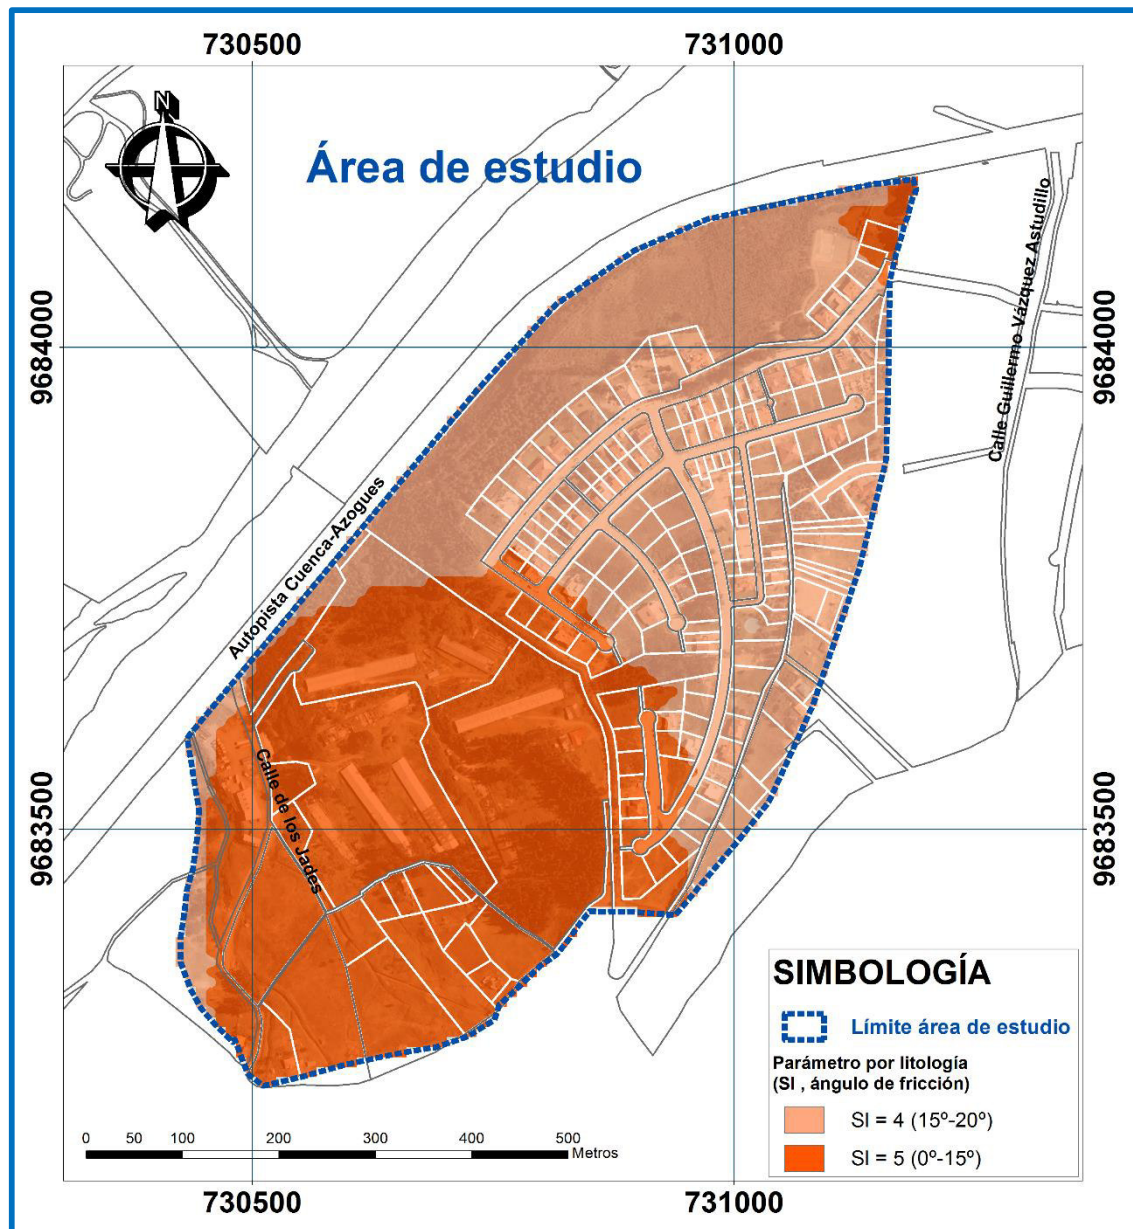 730500
731000
N
Área de estudio
Calle Guillermo Vázquez Astudillo
9684000
9684000
Autopista Cuenca-Azogues
Calle de los Jades
9683500
9683500
SIMBOLOGÍA
Límite área de estudio
Parámetro por litología
(SI , ángulo de fricción)
SI = 4 (15º-20º)
SI = 5 (0º-15º)
0 50 100 200 300 400 500
Metros
730500
731000